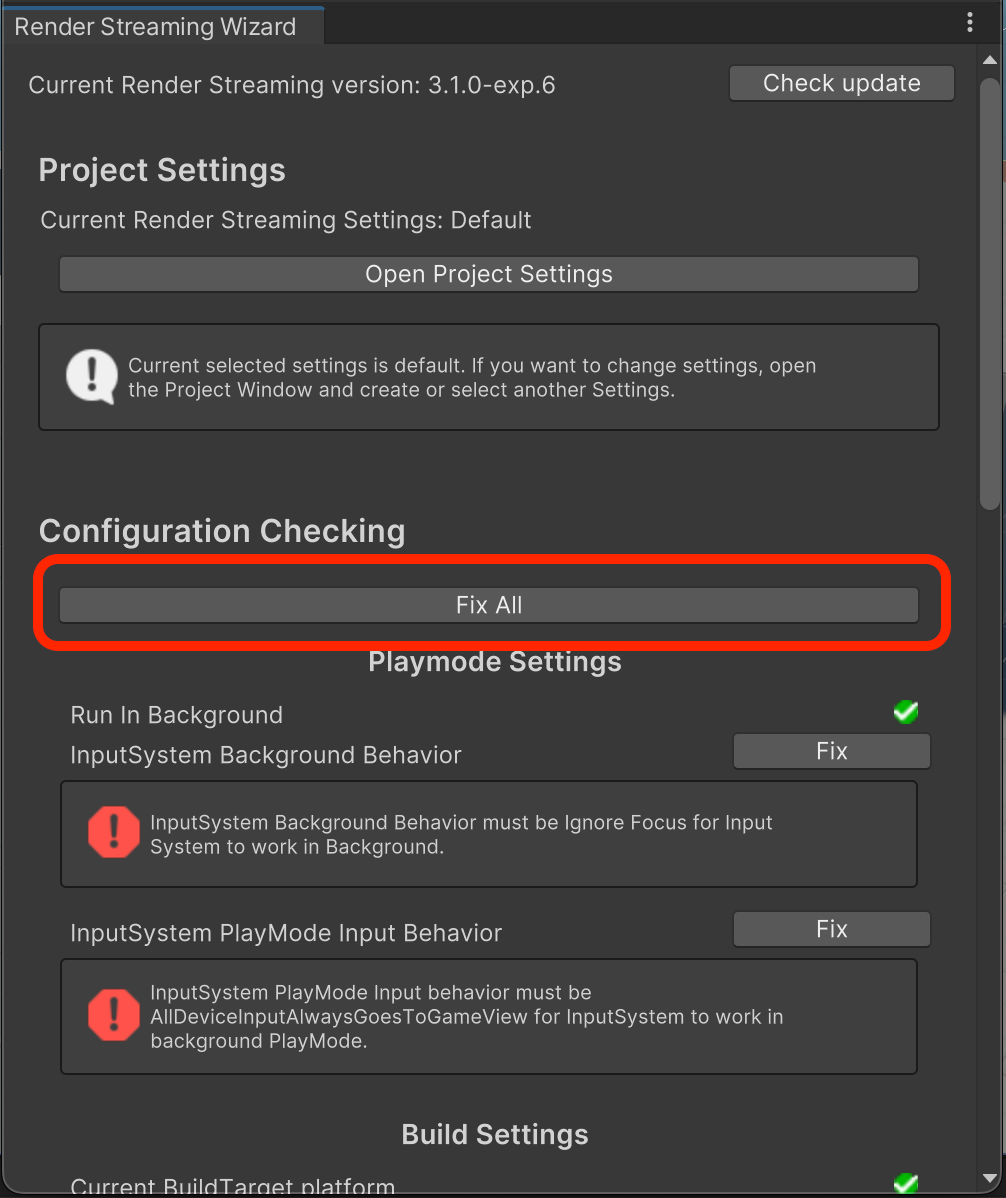 Render Streaming Wizard
Current Render Streaming version: 3.1.0-exp.6
Check update
Project Settings
Current Render Streaming Settings: Default
Open Project Settings
Current selected settings is default. If you want to change settings, open
the Project Window and create or select another Settings.
Configuration Checking
Fix All
Playmode Settings
Run In Background
InputSystem Background Behavior
Fix
InputSystem Background Behavior must be Ignore Focus for Input
System to work in Background.
InputSystem PlayMode Input Behavior
Fix
InputSystem PlayMode Input behavior must be
AllDeviceInputAlwaysGoesToGameView for InputSystem to work in
background PlayMode.
Build Settings
Current BuildTarget platform